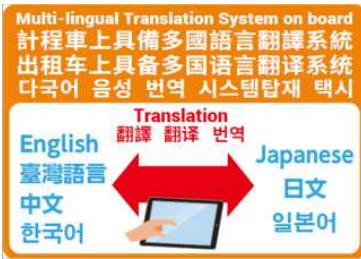 Multi-lingual Translation System on board
計程車上具備多國語言翻譯系統
出租车上具备多国语言翻译系统
다국어 음성 번역 시스템탑재 택시
Translation
翻譯 翻译 번역
English
臺灣語言
中文
한국어
Japanese
日文
일본어